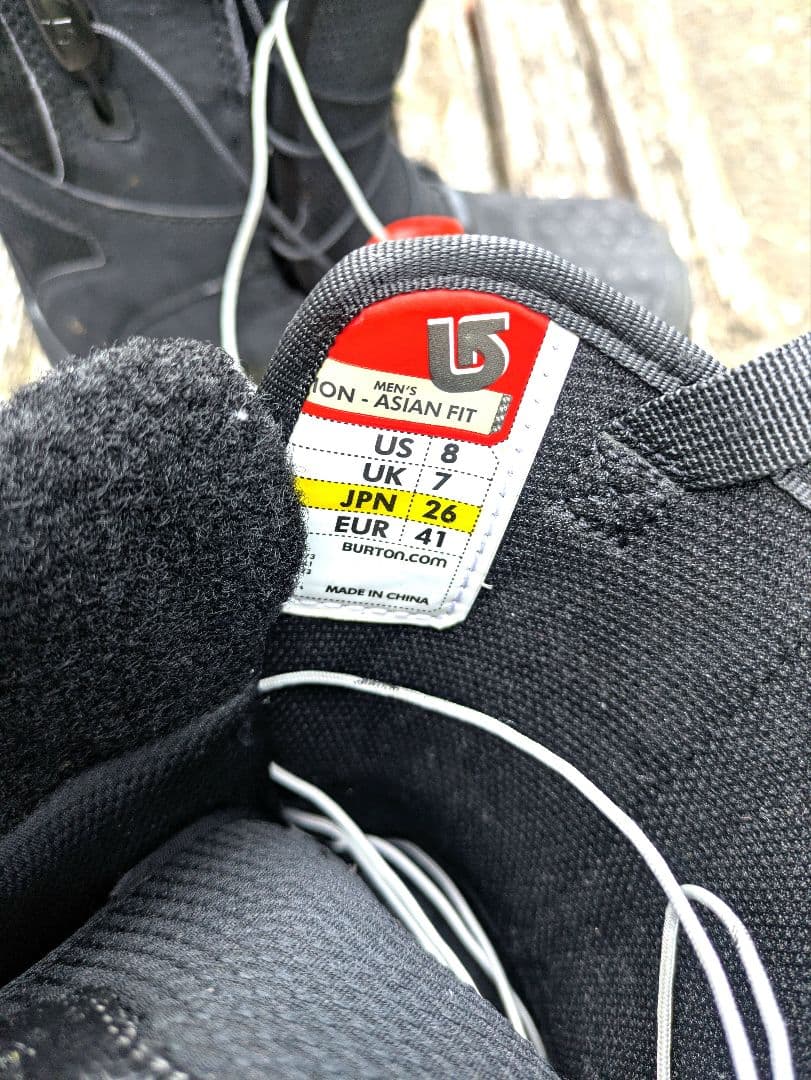 MEN'S
ION - ASIAN FIT
US 8
UK 7
JPN 26
EUR 41
BURTON.COM
MADE IN CHINA